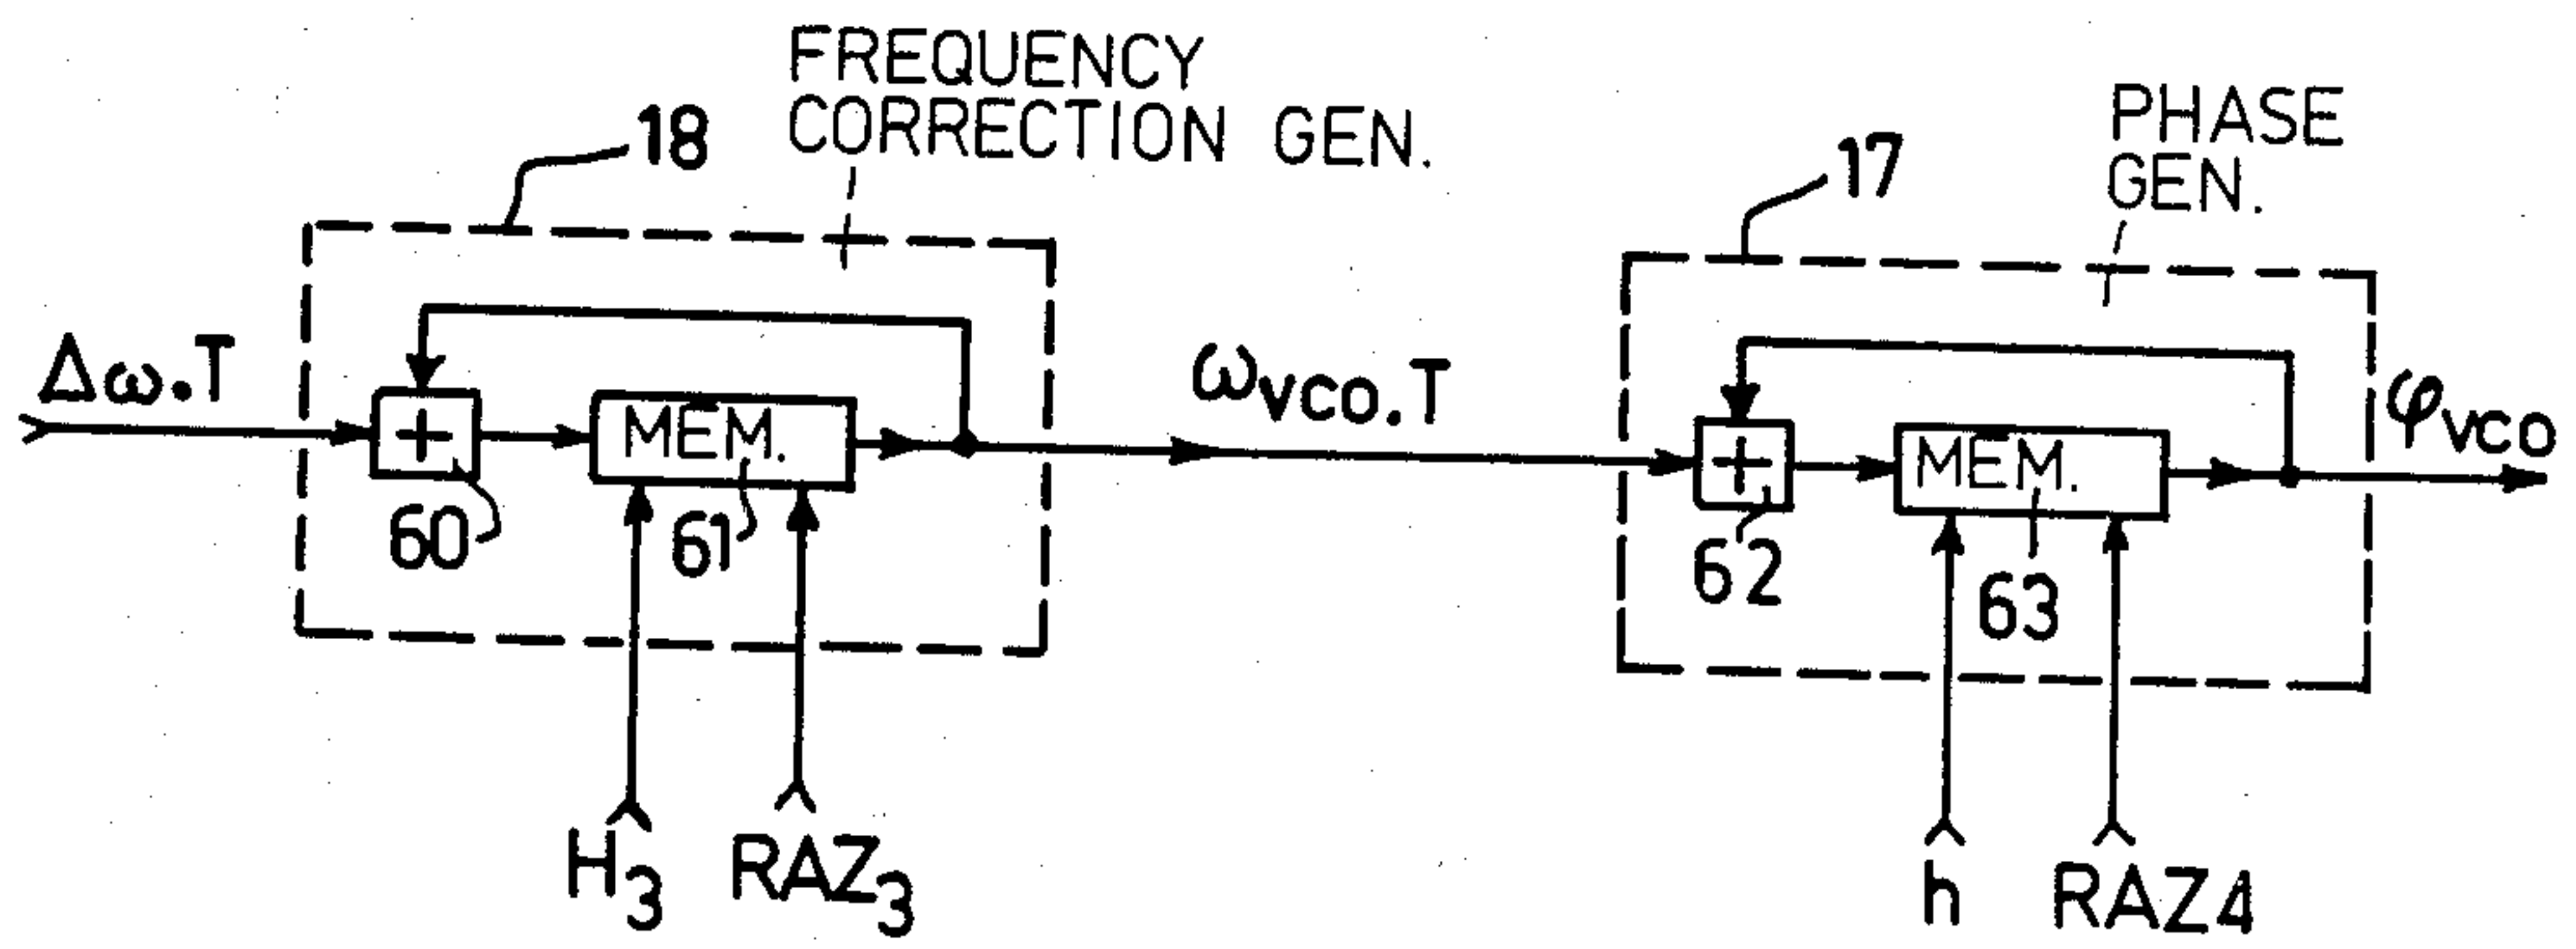 FREQUENCY
CORRECTION GEN.
18
PHASE
GEN.
17
Δω.T
+
MEM.
60
61
ωVCO.T
+
MEM.
62
63
φVCO
H3
RAZ3
h
RAZ4